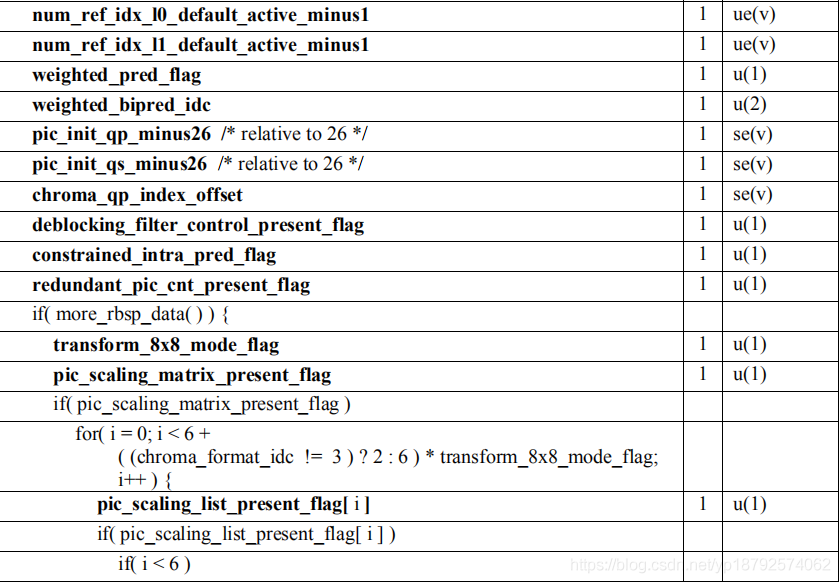 num_ref_idx_l0_default_active_minus1 1 ue(v)
num_ref_idx_l1_default_active_minus1 1 ue(v)
weighted_pred_flag 1 u(1)
weighted_bipred_idc 1 u(2)
pic_init_qp_minus26 /* relative to 26 */ 1 se(v)
pic_init_qs_minus26 /* relative to 26 */ 1 se(v)
chroma_qp_index_offset 1 se(v)
deblocking_filter_control_present_flag 1 u(1)
constrained_intra_pred_flag 1 u(1)
redundant_pic_cnt_present_flag 1 u(1)
if( more_rbsp_data( ) ) {
transform_8x8_mode_flag 1 u(1)
pic_scaling_matrix_present_flag 1 u(1)
if( pic_scaling_matrix_present_flag )
for( i = 0; i < 6 +
( (chroma_format_idc != 3 ) ? 2 : 6 ) * transform_8x8_mode_flag;
i++ ) {
pic_scaling_list_present_flag[ i ] 1 u(1)
if( pic_scaling_list_present_flag[ i ] )
if( i < 6 )
https://blog.csdn.net/yp18792574062